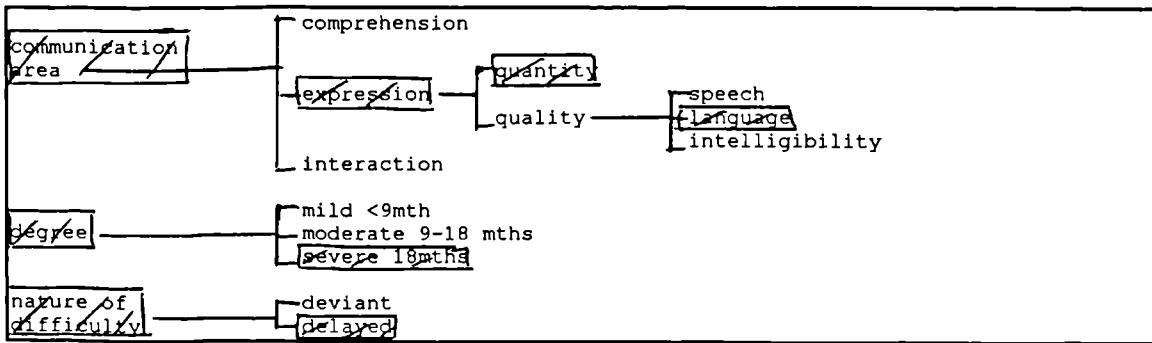 comprehension
communication
area
expression
quantity
quality
speech
language
intelligibility
interaction
degree
mild <9mth
moderate 9-18 mths
severe 18mths
nature of
difficulty
deviant
delayed